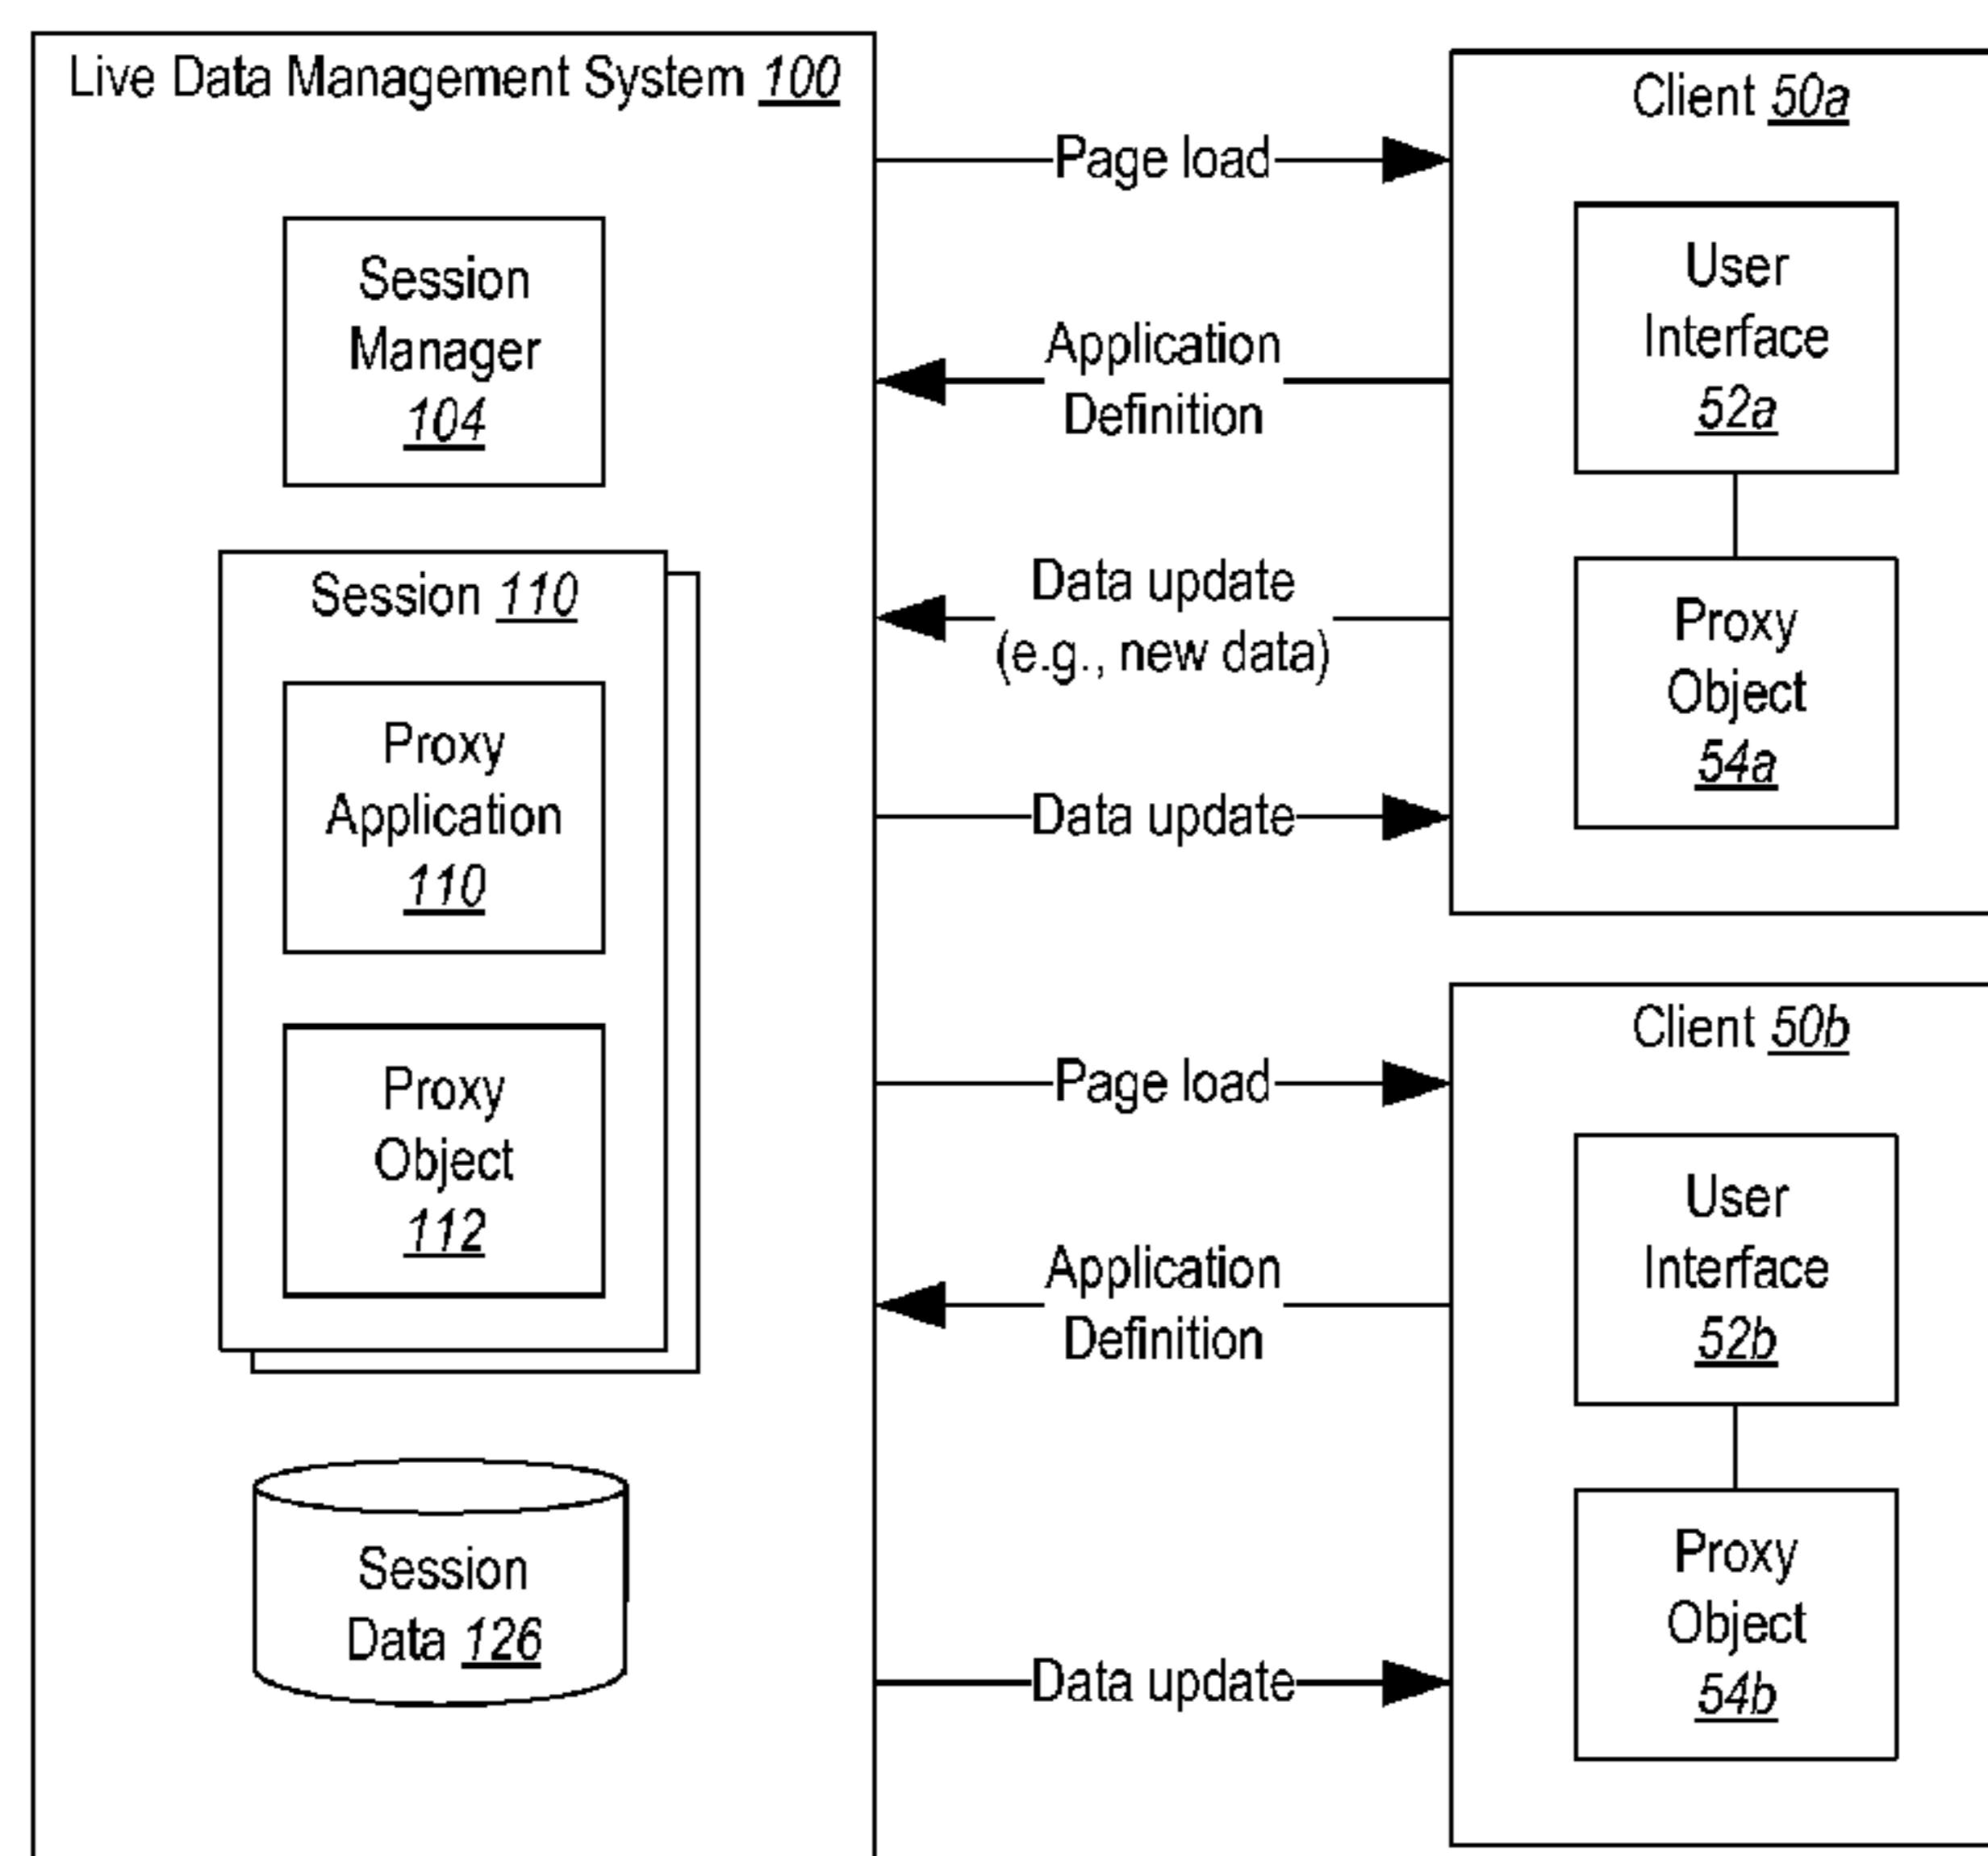 Live Data Management System 100
Session
Manager
104
Session 110
Proxy
Application
110
Proxy
Object
112
Session
Data 126
Page load
Application
Definition
Data update
(e.g., new data)
Data update
Page load
Application
Definition
Data update
Client 50a
User
Interface
52a
Proxy
Object
54a
Client 50b
User
Interface
52b
Proxy
Object
54b